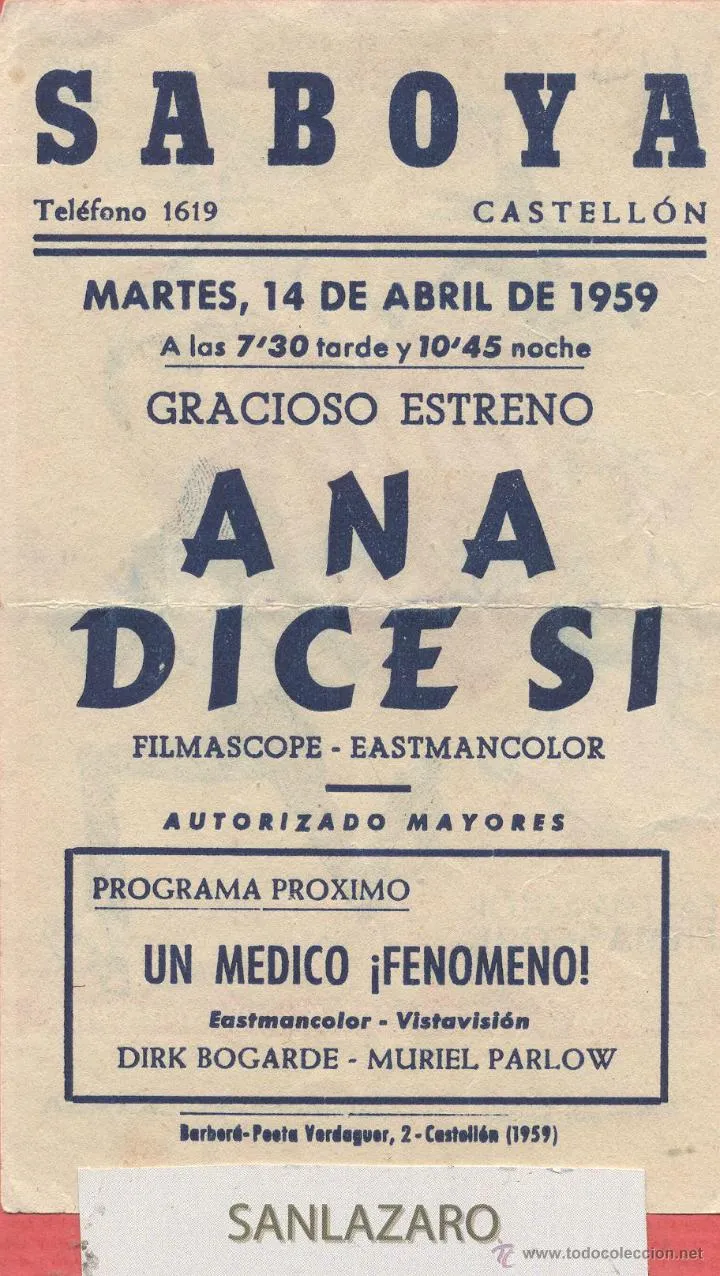 SABOYA
Teléfono 1619 CASTELLÓN
MARTES, 14 DE ABRIL DE 1959
A las 7'30 tarde y 10'45 noche
GRACIOSO ESTRENO
ANA
DICE SI
FILMASCOPE - EASTMANCOLOR
AUTORIZADO MAYORES
PROGRAMA PROXIMO
UN MEDICO ¡FENOMENO!
Eastmancolor - Vistavisión
DIRK BOGARDE - MURIEL PARLOW
Barberá-Poeta Verdaguer, 2-Castellón (1959)
SANLAZARO
www.todocoleccion.net